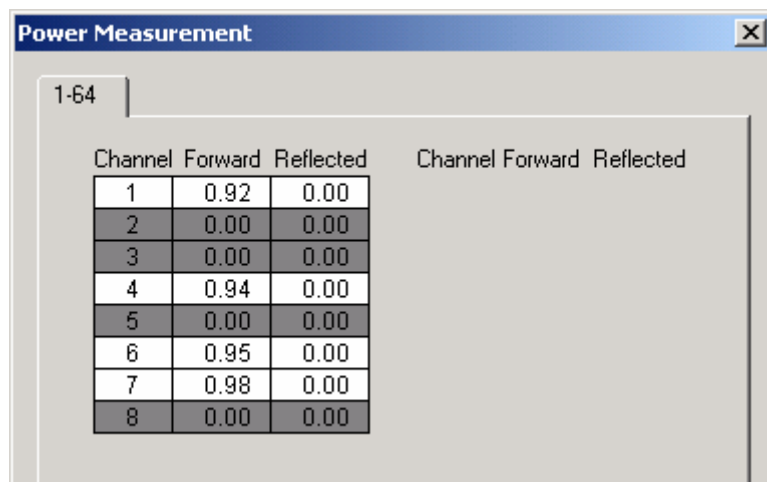 Power Measurement
1-64
Channel Forward Reflected Channel Forward Reflected
1 0.92 0.00
2 0.00 0.00
3 0.00 0.00
4 0.94 0.00
5 0.00 0.00
6 0.95 0.00
7 0.98 0.00
8 0.00 0.00